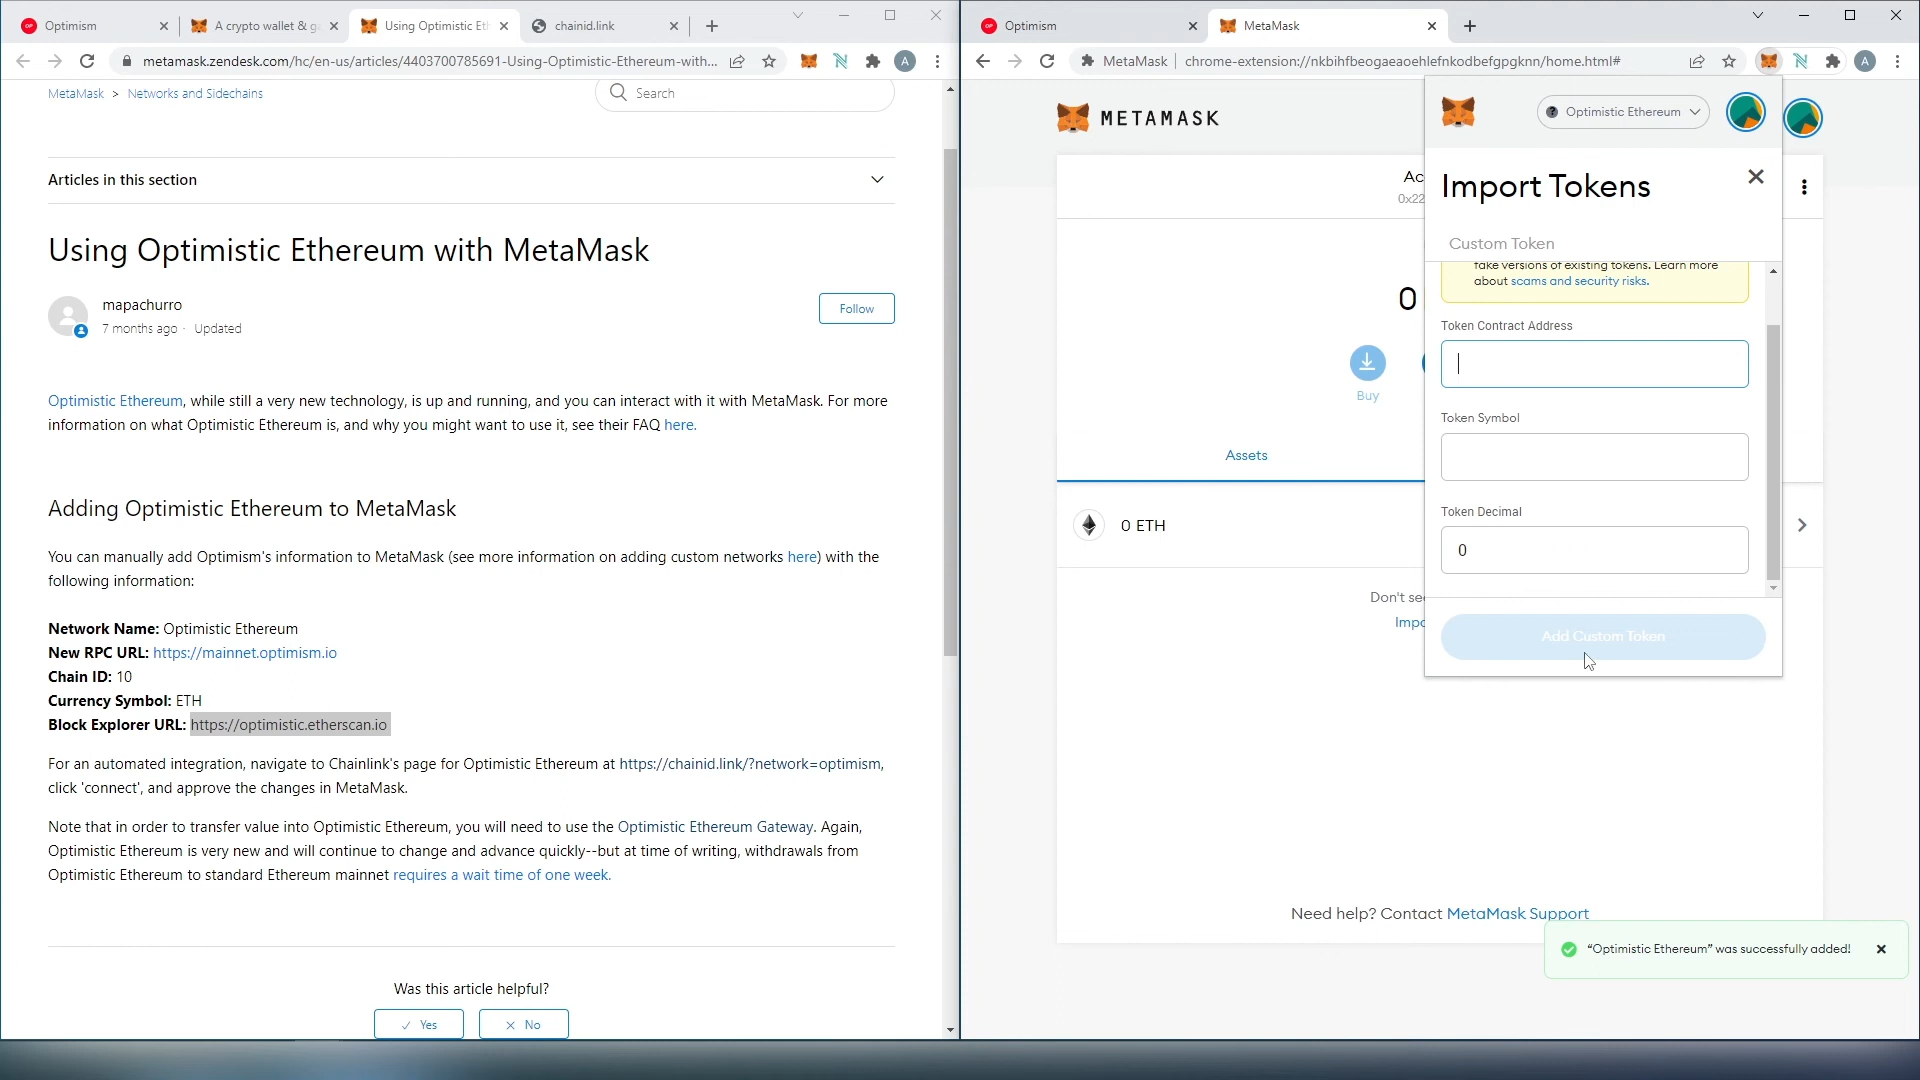 Optimism
A crypto wallet & g
Using Optimistic Et
chainid.link
metamask.zendesk.com/hc/en-us/articles/4403700785691-Using-Optimistic-Ethereum-with...
A
MetaMask > Networks and Sidechains
Search
Articles in this section
Using Optimistic Ethereum with MetaMask
mapachurro
7 months ago · Updated
Follow
Optimistic Ethereum, while still a very new technology, is up and running, and you can interact with it with MetaMask. For more
information on what Optimistic Ethereum is, and why you might want to use it, see their FAQ here.
Adding Optimistic Ethereum to MetaMask
You can manually add Optimism's information to MetaMask (see more information on adding custom networks here) with the
following information:
Network Name: Optimistic Ethereum
New RPC URL: https://mainnet.optimism.io
Chain ID: 10
Currency Symbol: ETH
Block Explorer URL: https://optimistic.etherscan.io
For an automated integration, navigate to Chainlink's page for Optimistic Ethereum at https://chainid.link/?network=optimism,
click 'connect', and approve the changes in MetaMask.
Note that in order to transfer value into Optimistic Ethereum, you will need to use the Optimistic Ethereum Gateway. Again,
Optimistic Ethereum is very new and will continue to change and advance quickly--but at time of writing, withdrawals from
Optimistic Ethereum to standard Ethereum mainnet requires a wait time of one week.
Was this article helpful?
Yes
No
Optimism
MetaMask
MetaMask
chrome-extension://nkbihfbeogaeaoehlefnkodbefgpgknn/home.html#
A
METAMASK
Ac
0x22
0
Buy
Assets
0 ETH
Don't se
Impo
Need help? Contact MetaMask Support
Optimistic Ethereum
Import Tokens
Custom Token
fake versions of existing tokens. Learn more
about scams and security risks.
Token Contract Address
Token Symbol
Token Decimal
0
Add Custom Token
“Optimistic Ethereum” was successfully added!